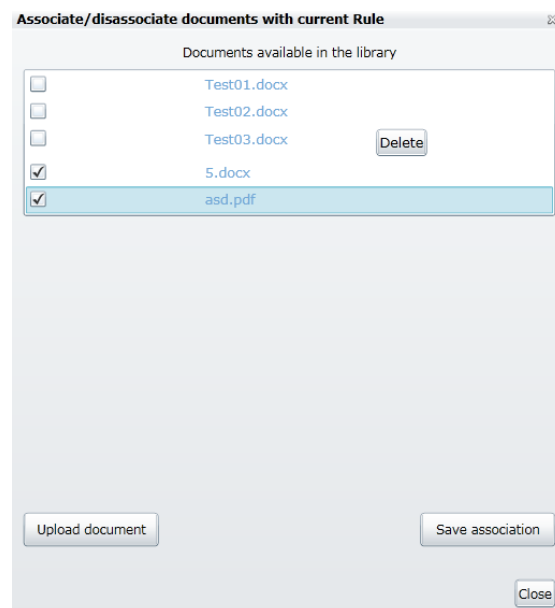 Associate/disassociate documents with current Rule
Documents available in the library
Test01.docx
Test02.docx
Test03.docx Delete
5.docx
asd.pdf
Upload document Save association
Close